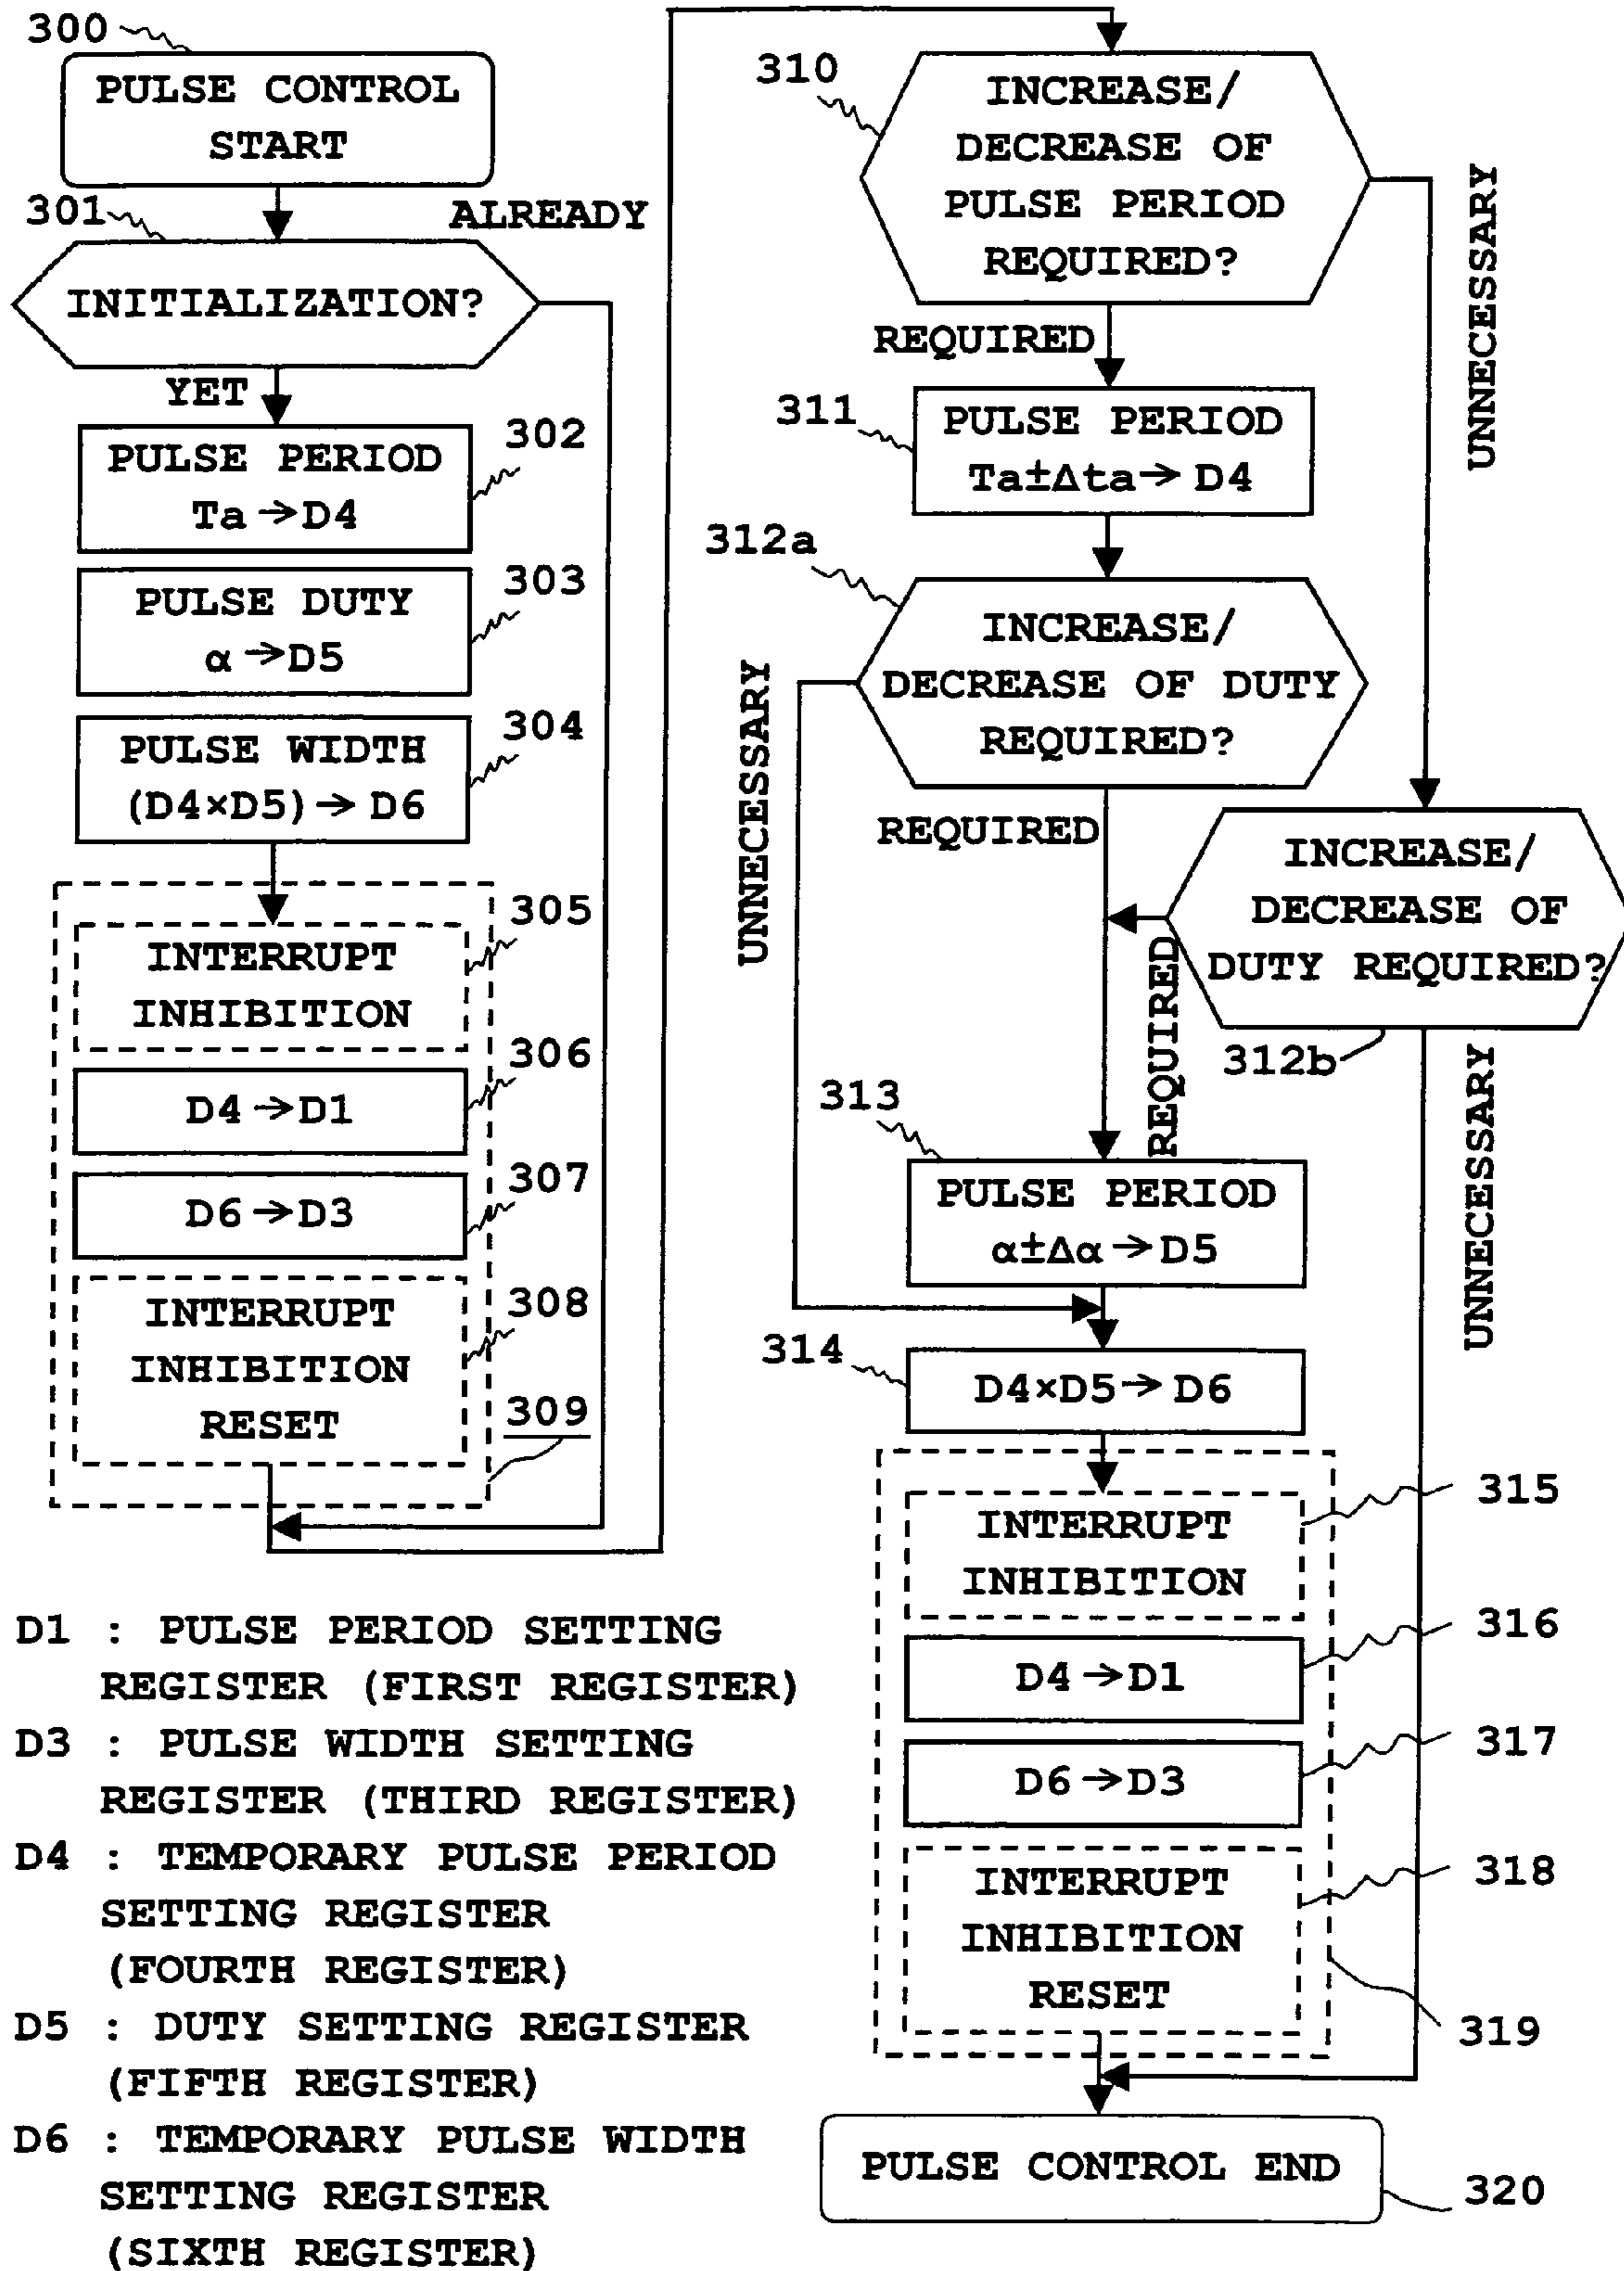 300
PULSE CONTROL
START
301
ALREADY
INITIALIZATION?
YET
302
PULSE PERIOD
Ta → D4
303
PULSE DUTY
α → D5
304
PULSE WIDTH
(D4×D5) → D6
305
INTERRUPT
INHIBITION
306
D4 → D1
307
D6 → D3
308
INTERRUPT
INHIBITION
RESET
309
310
INCREASE/
DECREASE OF
PULSE PERIOD
REQUIRED?
UNNECESSARY
REQUIRED
311
PULSE PERIOD
Ta±Δta → D4
312a
INCREASE/
DECREASE OF DUTY
REQUIRED?
UNNECESSARY
REQUIRED
INCREASE/
DECREASE OF
DUTY REQUIRED?
312b
REQUIRED
UNNECESSARY
313
PULSE PERIOD
α±Δα → D5
314
D4×D5 → D6
315
INTERRUPT
INHIBITION
316
D4 → D1
317
D6 → D3
318
INTERRUPT
INHIBITION
RESET
319
PULSE CONTROL END
320
D1 : PULSE PERIOD SETTING
REGISTER (FIRST REGISTER)
D3 : PULSE WIDTH SETTING
REGISTER (THIRD REGISTER)
D4 : TEMPORARY PULSE PERIOD
SETTING REGISTER
(FOURTH REGISTER)
D5 : DUTY SETTING REGISTER
(FIFTH REGISTER)
D6 : TEMPORARY PULSE WIDTH
SETTING REGISTER
(SIXTH REGISTER)